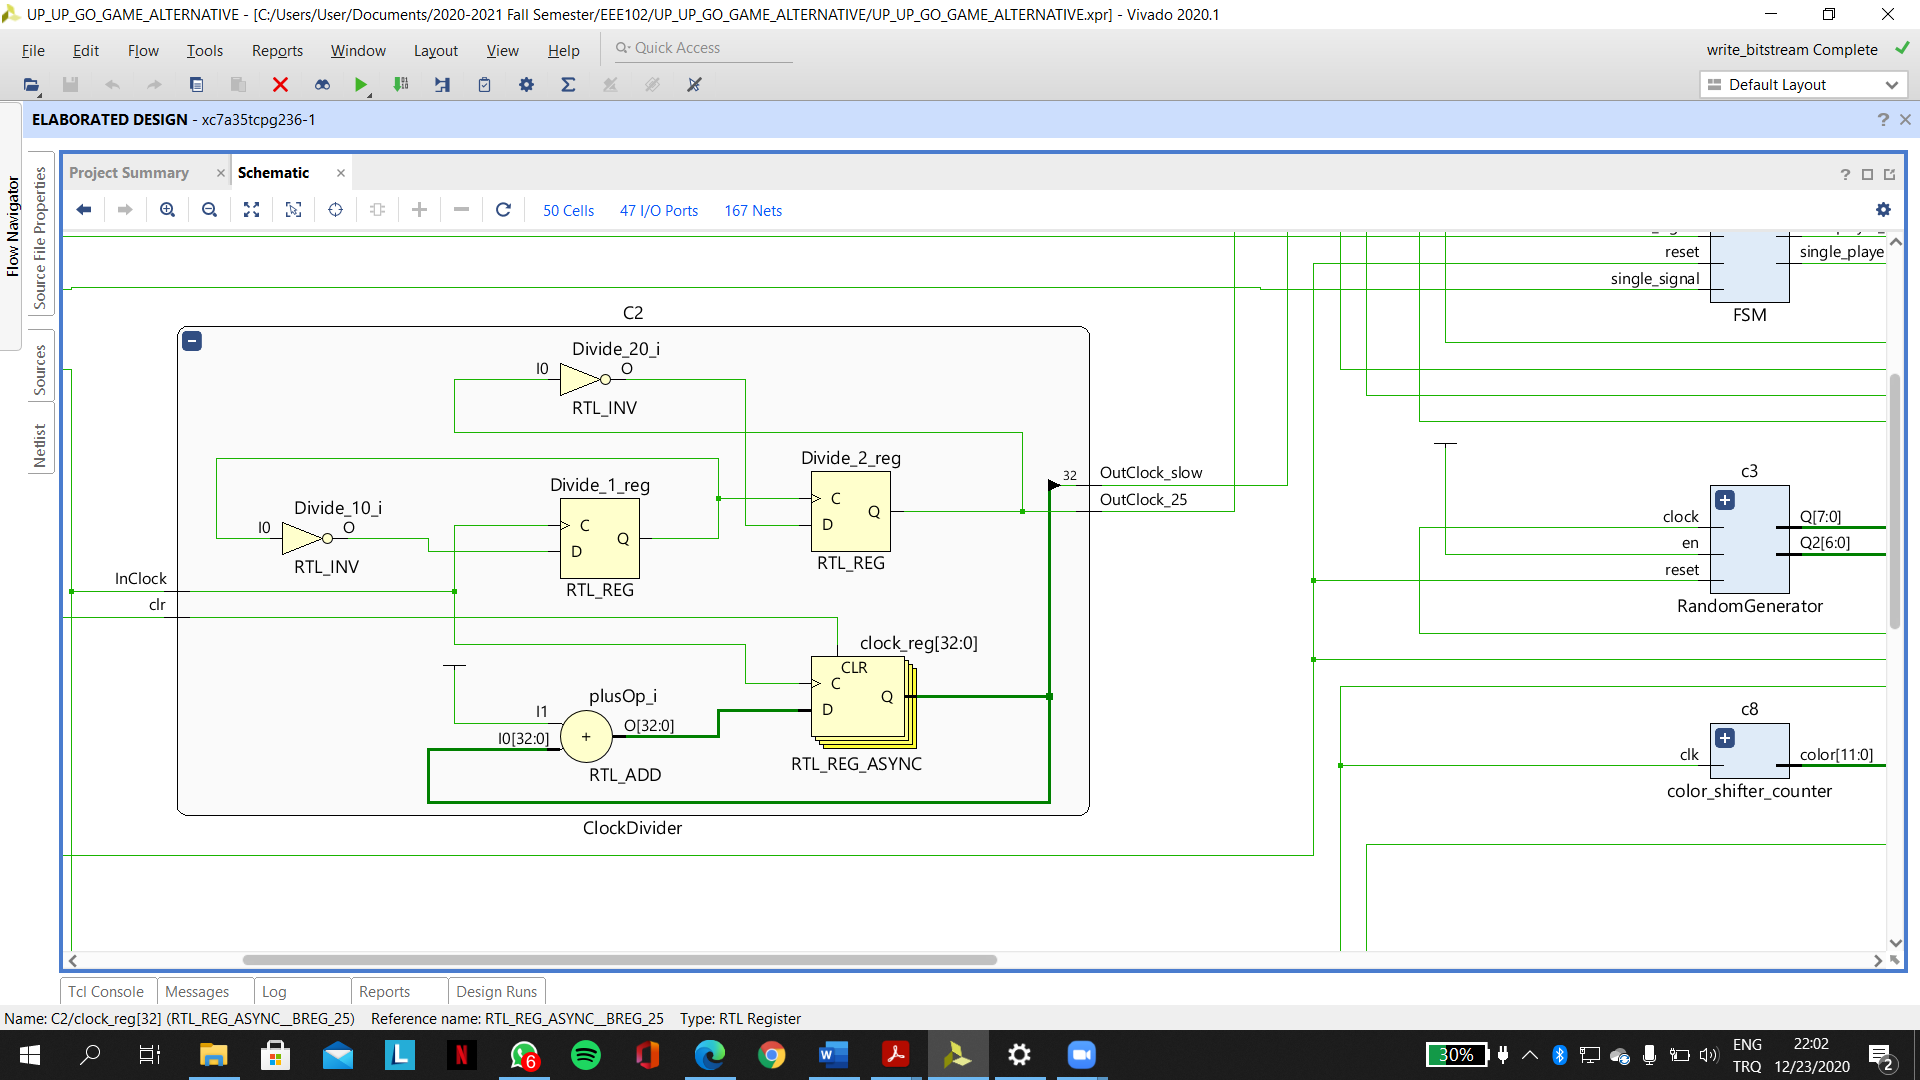 UP_UP_GO_GAME_ALTERNATIVE - [C:/Users/User/Documents/2020-2021 Fall Semester/EEE102/UP_UP_GO_GAME_ALTERNATIVE/UP_UP_GO_GAME_ALTERNATIVE.xpr] - Vivado 2020.1
File Edit Flow Tools Reports Window Layout View Help Quick Access write_bitstream Complete
Default Layout
ELABORATED DESIGN - xc7a35tcpg236-1
Flow Navigator
Source File Properties
Sources
Netlist
Project Summary Schematic
50 Cells 47 I/O Ports 167 Nets
reset single_playe
single_signal
FSM
C2
Divide_20_i
I0 O
RTL_INV
Divide_2_reg
C
D Q
RTL_REG
Divide_1_reg
C
D Q
RTL_REG
Divide_10_i
I0 O
RTL_INV
32 OutClock_slow
OutClock_25
InClock
clr
clock_reg[32:0]
CLR
C
D Q
RTL_REG_ASYNC
plusOp_i
I1
I0[32:0] + O[32:0]
RTL_ADD
ClockDivider
c3
clock Q[7:0]
en Q2[6:0]
reset
RandomGenerator
c8
clk color[11:0]
color_shifter_counter
Tcl Console Messages Log Reports Design Runs
Name: C2/clock_reg[32] (RTL_REG_ASYNC__BREG_25) Reference name: RTL_REG_ASYNC__BREG_25 Type: RTL Register
6
30%
ENG
TRQ
22:02
12/23/2020
2